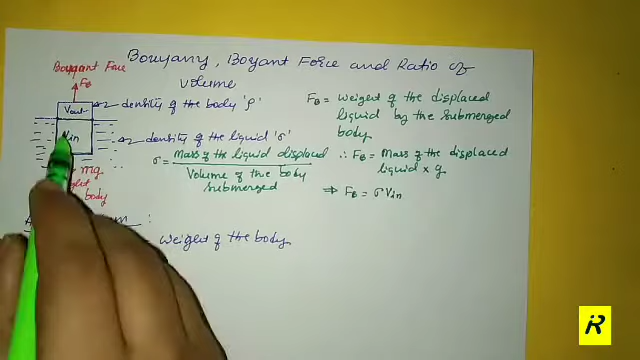 Bouyany, Boyant Force and Ratio of
volume
Bouyant Force
FB
Vout
density of the body 'ρ'
Vin
density of the liquid 'σ'
σ = Mass of the liquid displaced
Volume of the body
submerged
mg
body
weight of the body
FB = weight of the displaced
liquid by the submerged
body
∴ FB = Mass of the displaced
liquid × g
⇒ FB = σ Vin
R